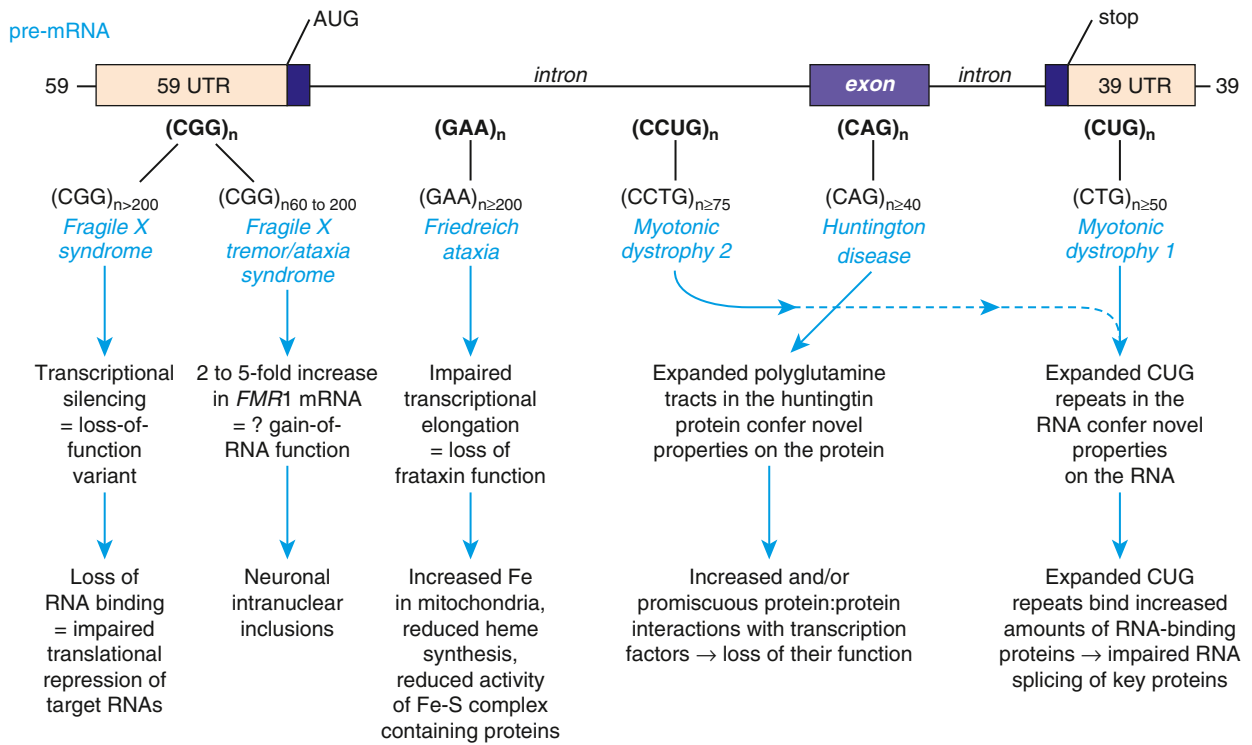 pre-mRNA
AUG
stop
59
59 UTR
intron
exon
intron
39 UTR
39
(CGG)n
(GAA)n
(CCUG)n
(CAG)n
(CUG)n
(CGG)n>200
Fragile X
syndrome
(CGG)n60 to 200
Fragile X
tremor/ataxia
syndrome
(GAA)n≥200
Friedreich
ataxia
(CCTG)n≥75
Myotonic
dystrophy 2
(CAG)n≥40
Huntington
disease
(CTG)n≥50
Myotonic
dystrophy 1
Transcriptional
silencing
= loss-of-
function
variant
2 to 5-fold increase
in FMR1 mRNA
= ? gain-of-
RNA function
Impaired
transcriptional
elongation
= loss of
frataxin function
Expanded polyglutamine
tracts in the huntingtin
protein confer novel
properties on the protein
Expanded CUG
repeats in the
RNA confer novel
properties
on the RNA
Loss of
RNA binding
= impaired
translational
repression of
target RNAs
Neuronal
intranuclear
inclusions
Increased Fe
in mitochondria,
reduced heme
synthesis,
reduced activity
of Fe-S complex
containing proteins
Increased and/or
promiscuous protein:protein
interactions with transcription
factors → loss of their function
Expanded CUG
repeats bind increased
amounts of RNA-binding
proteins → impaired RNA
splicing of key proteins